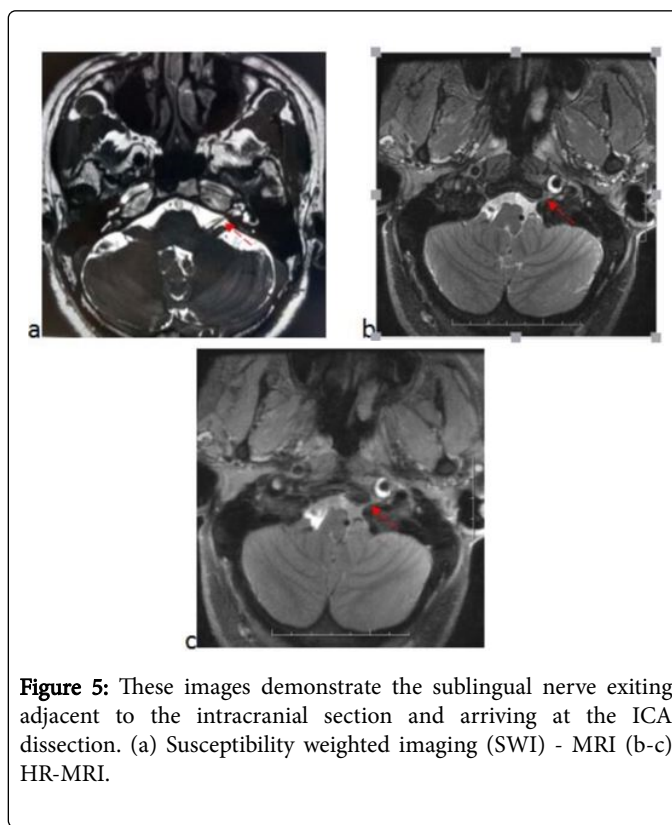 a
b
c
Figure 5: These images demonstrate the sublingual nerve exiting
adjacent to the intracranial section and arriving at the ICA
dissection. (a) Susceptibility weighted imaging (SWI) - MRI (b-c)
HR-MRI.